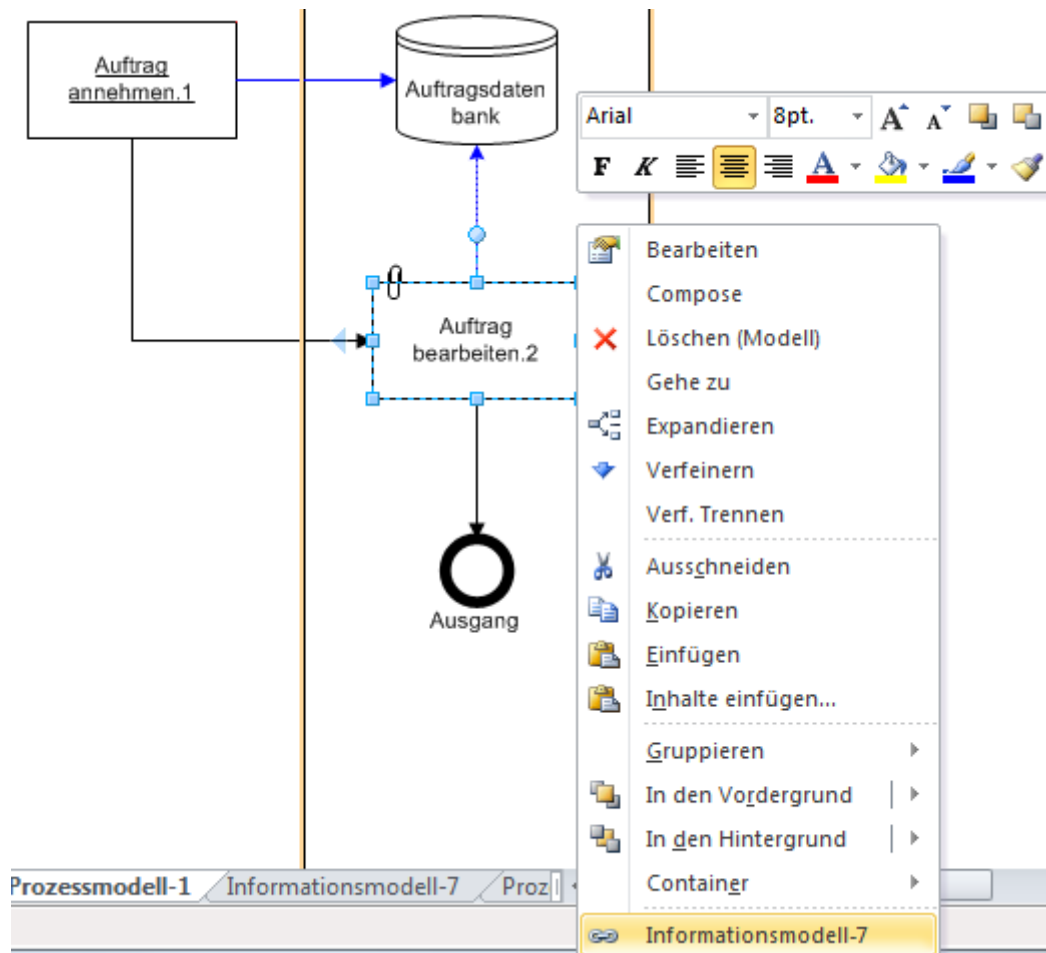 Auftrag
annehmen.1
Auftragsdaten
bank
Arial 8pt. A A
F K A
Auftrag
bearbeiten.2
Ausgang
Bearbeiten
Compose
Löschen (Modell)
Gehe zu
Expandieren
Verfeinern
Verf. Trennen
Ausschneiden
Kopieren
Einfügen
Inhalte einfügen...
Gruppieren
In den Vordergrund
In den Hintergrund
Container
Informationsmodell-7
Prozessmodell-1 Informationsmodell-7 Proz